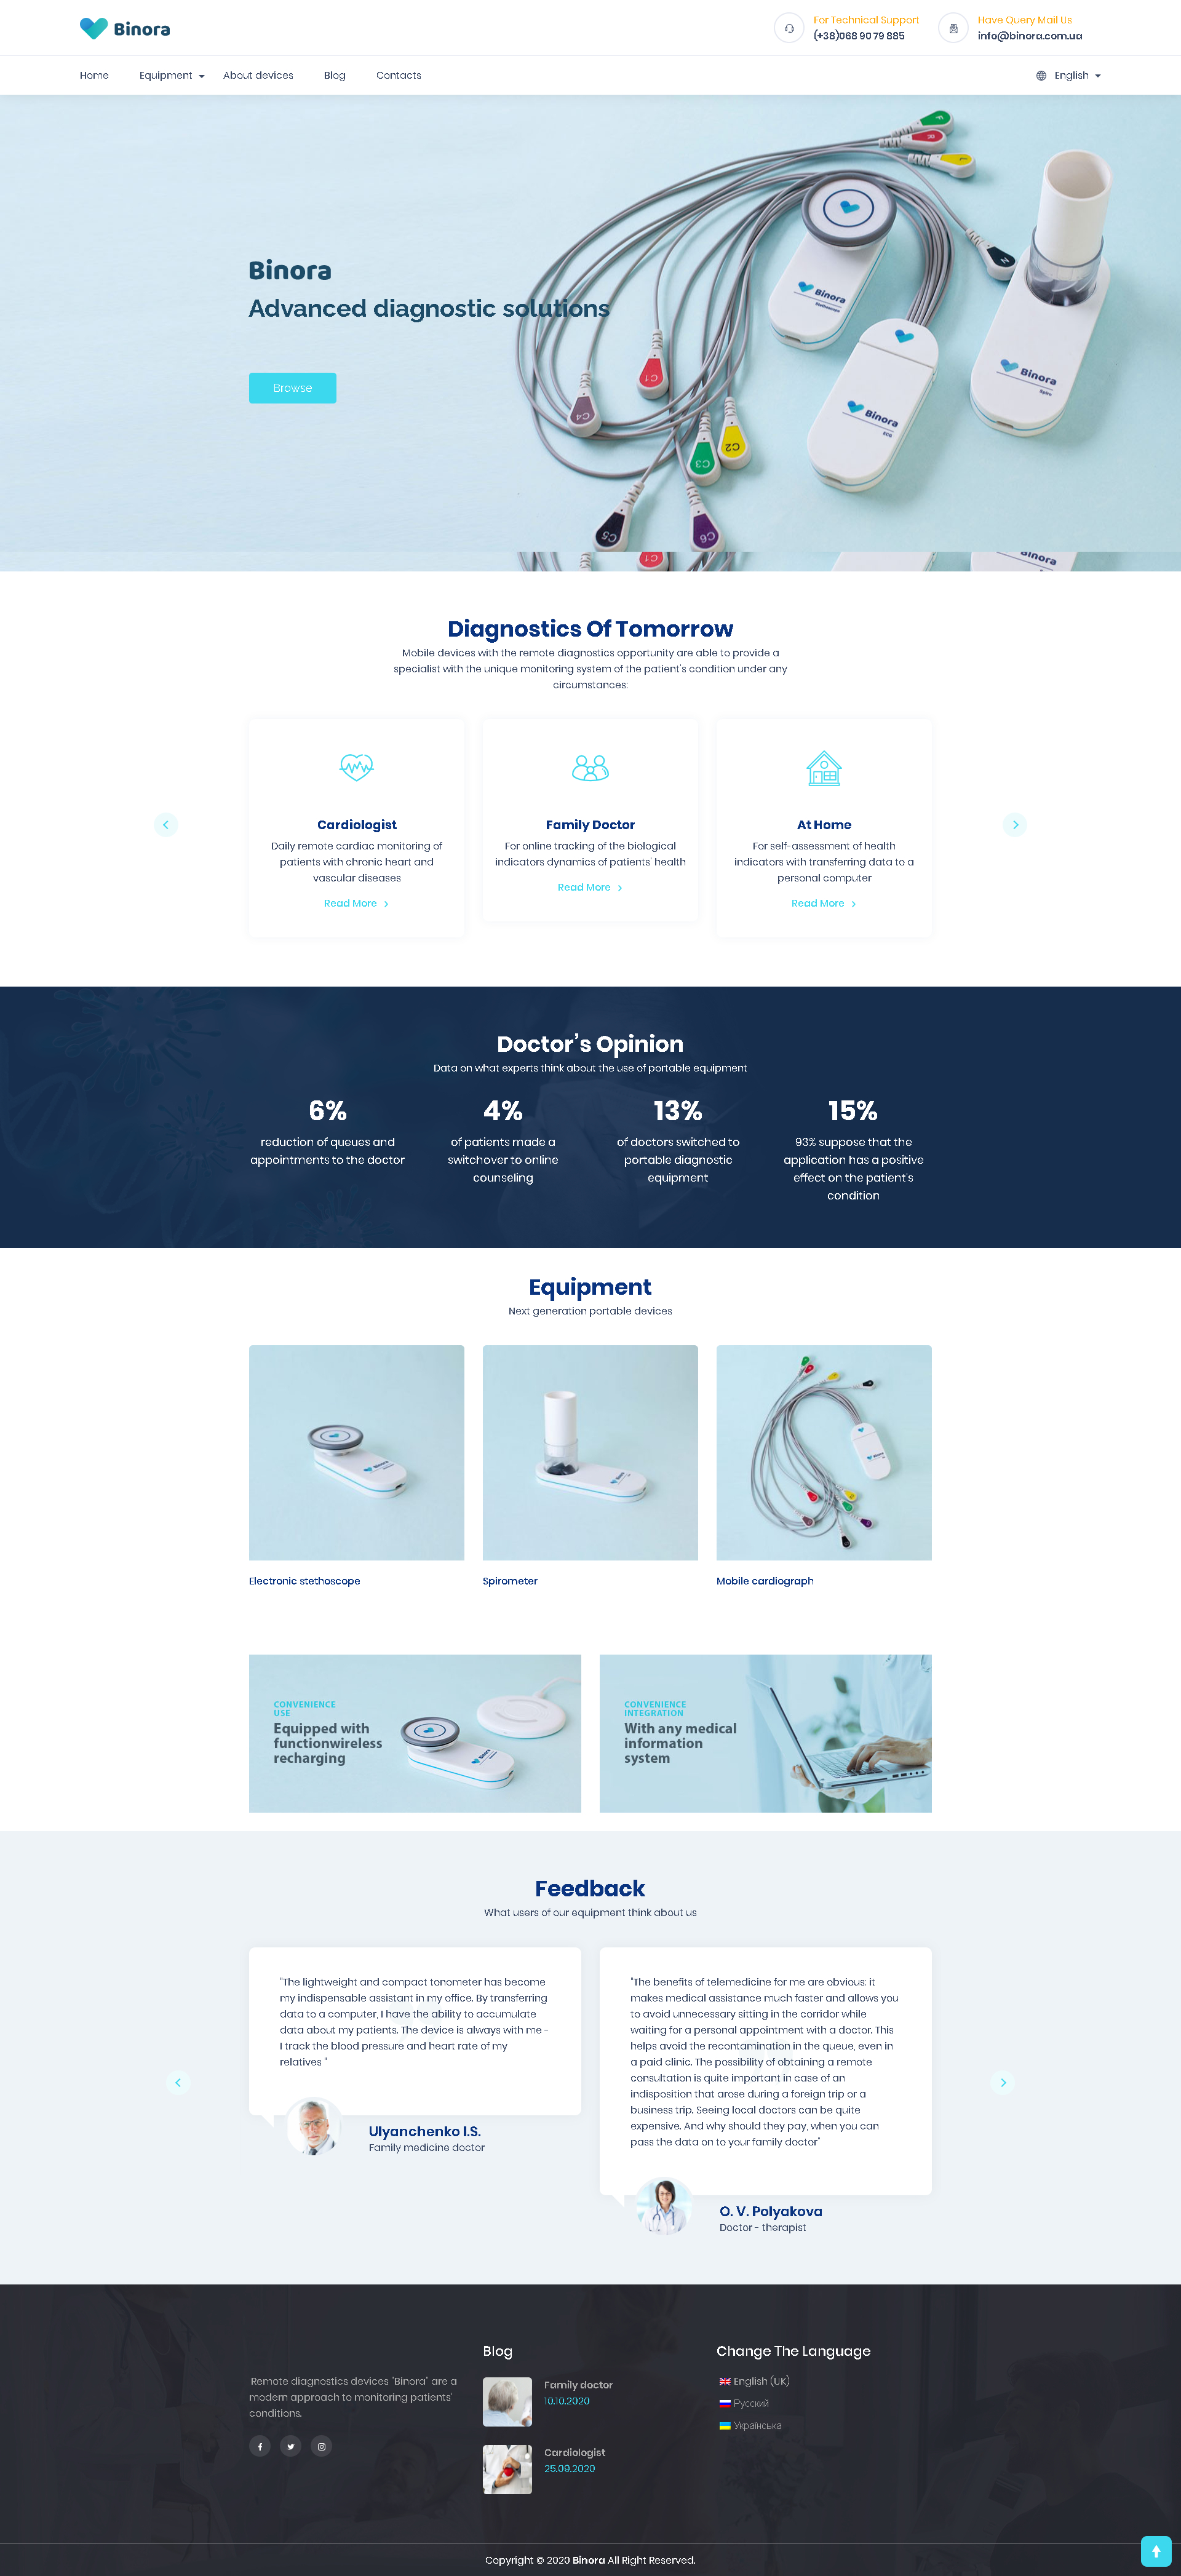 Binora
For Technical Support
(+38)068 90 79 885
Have Query Mail Us
info@binora.com.ua
Home
Equipment
About devices
Blog
Contacts
English
Binora
Advanced diagnostic solutions
Browse
Binora
Stethoscope
Binora
Spiro
Binora
ECG
N
C1
C4
C2
C3
C5
C6
Diagnostics Of Tomorrow
Mobile devices with the remote diagnostics opportunity are able to provide a
specialist with the unique monitoring system of the patient's condition under any
circumstances:
Cardiologist
Daily remote cardiac monitoring of
patients with chronic heart and
vascular diseases
Read More
Family Doctor
For online tracking of the biological
indicators dynamics of patients' health
Read More
At Home
For self-assessment of health
indicators with transferring data to a
personal computer
Read More
Doctor's Opinion
Data on what experts think about the use of portable equipment
6%
reduction of queues and
appointments to the doctor
4%
of patients made a
switchover to online
counseling
13%
of doctors switched to
portable diagnostic
equipment
15%
93% suppose that the
application has a positive
effect on the patient's
condition
Equipment
Next generation portable devices
Electronic stethoscope
Spirometer
Mobile cardiograph
CONVENIENCE
USE
Equipped with
functionwireless
recharging
Binora
CONVENIENCE
INTEGRATION
With any medical
information
system
Feedback
What users of our equipment think about us
"The lightweight and compact tonometer has become
my indispensable assistant in my office. By transferring
data to a computer, I have the ability to accumulate
data about my patients. The device is always with me -
I track the blood pressure and heart rate of my
relatives "
Ulyanchenko I.S.
Family medicine doctor
"The benefits of telemedicine for me are obvious: it
makes medical assistance much faster and allows you
to avoid unnecessary sitting in the corridor while
waiting for a personal appointment with a doctor. This
helps avoid the recontamination in the queue, even in
a paid clinic. The possibility of obtaining a remote
consultation is quite important in case of an
indisposition that arose during a foreign trip or a
business trip. Seeing local doctors can be quite
expensive. And why should they pay, when you can
pass the data on to your family doctor"
O. V. Polyakova
Doctor - therapist
Remote diagnostics devices "Binora" are a
modern approach to monitoring patients'
conditions.
Blog
Family doctor
10.10.2020
Cardiologist
25.09.2020
Change The Language
English (UK)
Русский
Українська
Copyright © 2020 Binora All Right Reserved.